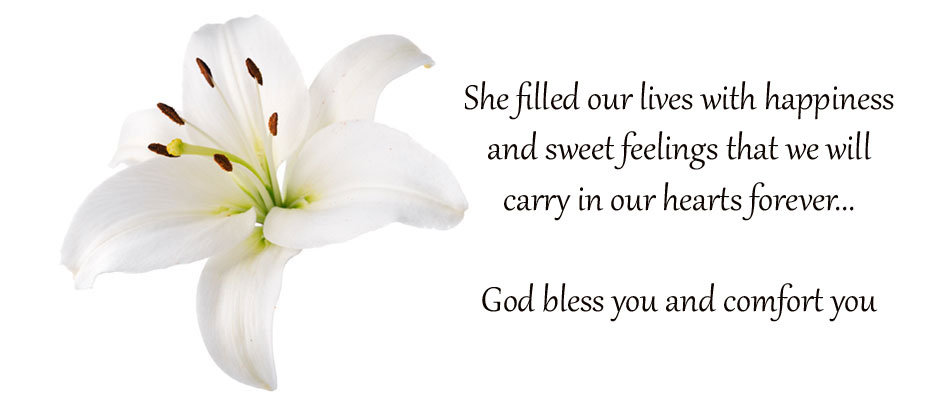 She filled our lives with happiness
and sweet feelings that we will
carry in our hearts forever...
God bless you and comfort you